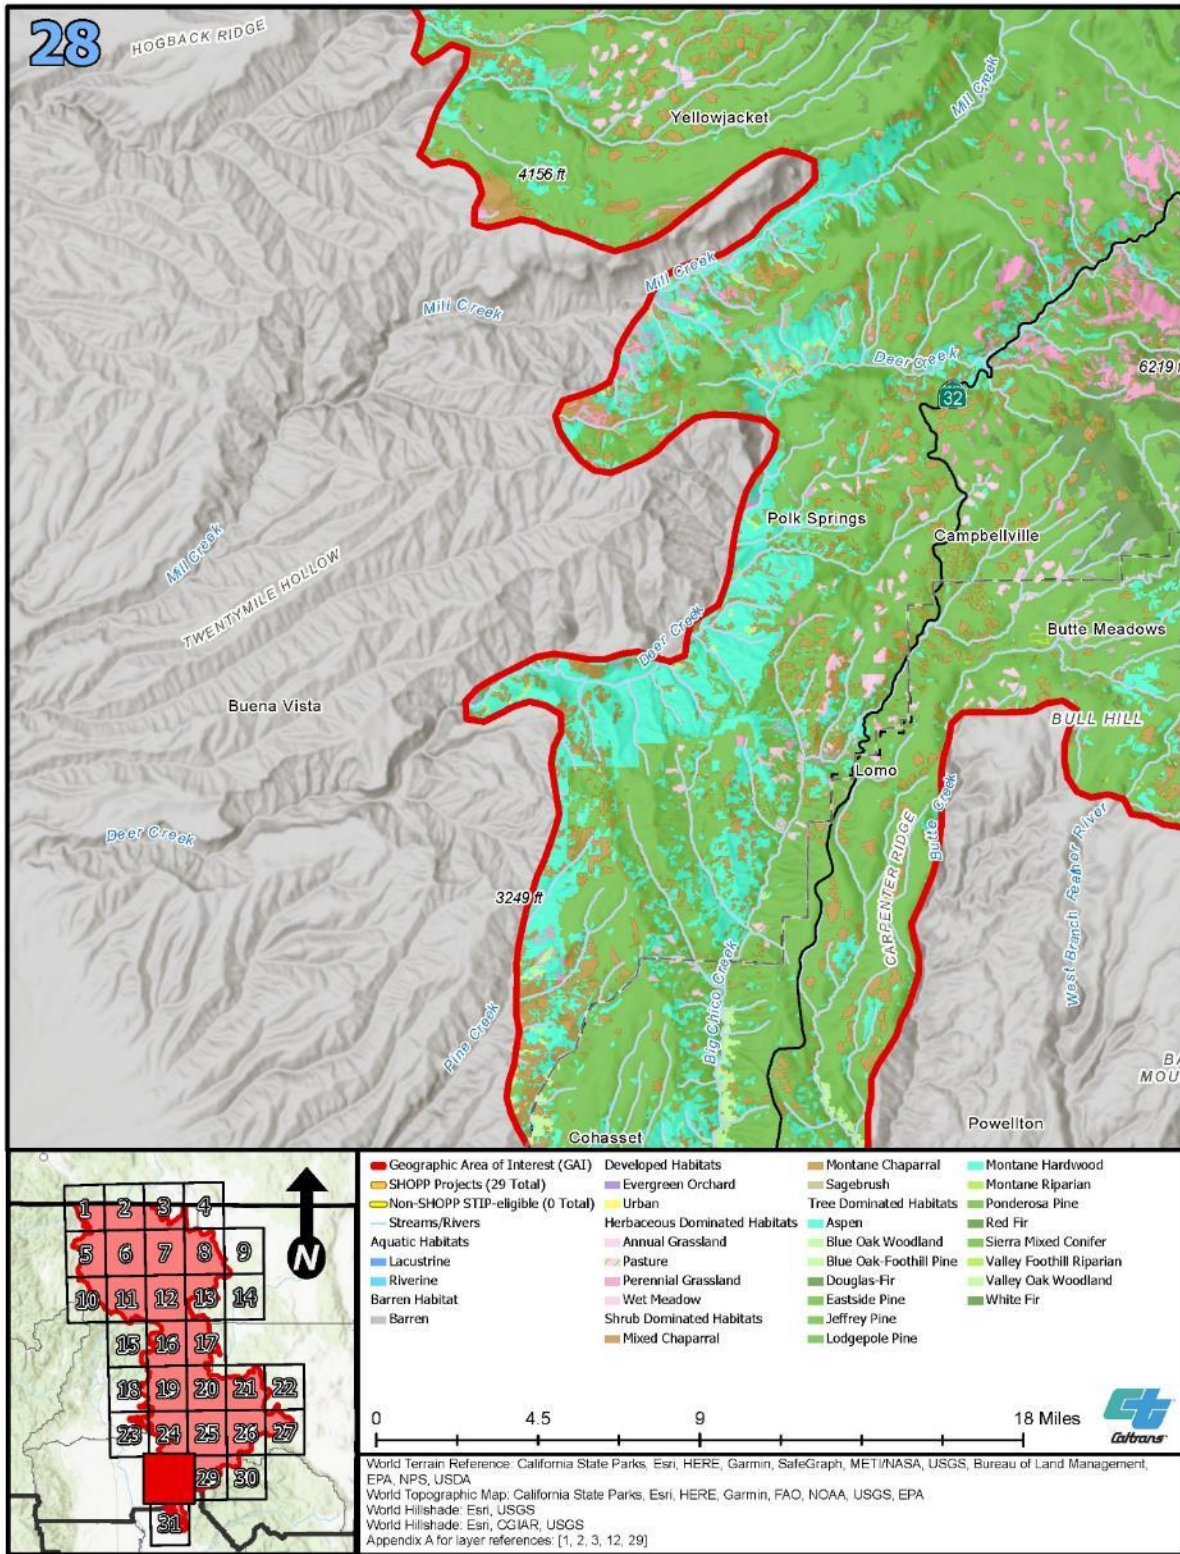 28
HOGBACK RIDGE
Mill Creek
Yellowjacket
4156 ft
Mill Creek
Mill Creek
Deer Creek
6219 f
32
Polk Springs
Campbellville
Mill Creek
TWENTYMILE HOLLOW
Deer Creek
Butte Meadows
Buena Vista
BULL HILL
Lomo
Deer Creek
Butte Creek
CARPENTER RIDGE
West Branch Feather River
3249 ft
Big Chico Creek
Pine Creek
BA
MOU
Powellton
Cohasset
1 2 3 4
5 6 7 8 9
10 11 12 13 14
15 16 17
18 19 20 21 22
23 24 25 26 27
29 30
31
N
Geographic Area of Interest (GAI)
SHOPP Projects (29 Total)
Non-SHOPP STIP-eligible (0 Total)
Streams/Rivers
Aquatic Habitats
Lacustrine
Riverine
Barren Habitat
Barren
Developed Habitats
Evergreen Orchard
Urban
Herbaceous Dominated Habitats
Annual Grassland
Pasture
Perennial Grassland
Wet Meadow
Shrub Dominated Habitats
Mixed Chaparral
Montane Chaparral
Sagebrush
Tree Dominated Habitats
Aspen
Blue Oak Woodland
Blue Oak-Foothill Pine
Douglas-Fir
Eastside Pine
Jeffrey Pine
Lodgepole Pine
Montane Hardwood
Montane Riparian
Ponderosa Pine
Red Fir
Sierra Mixed Conifer
Valley Foothill Riparian
Valley Oak Woodland
White Fir
0 4.5 9 18 Miles
Caltrans
World Terrain Reference: California State Parks, Esri, HERE, Garmin, SafeGraph, METI/NASA, USGS, Bureau of Land Management,
EPA, NPS, USDA
World Topographic Map: California State Parks, Esri, HERE, Garmin, FAO, NOAA, USGS, EPA
World Hillshade: Esri, USGS
World Hillshade: Esri, CGIAR, USGS
Appendix A for layer references: [1, 2, 3, 12, 29]